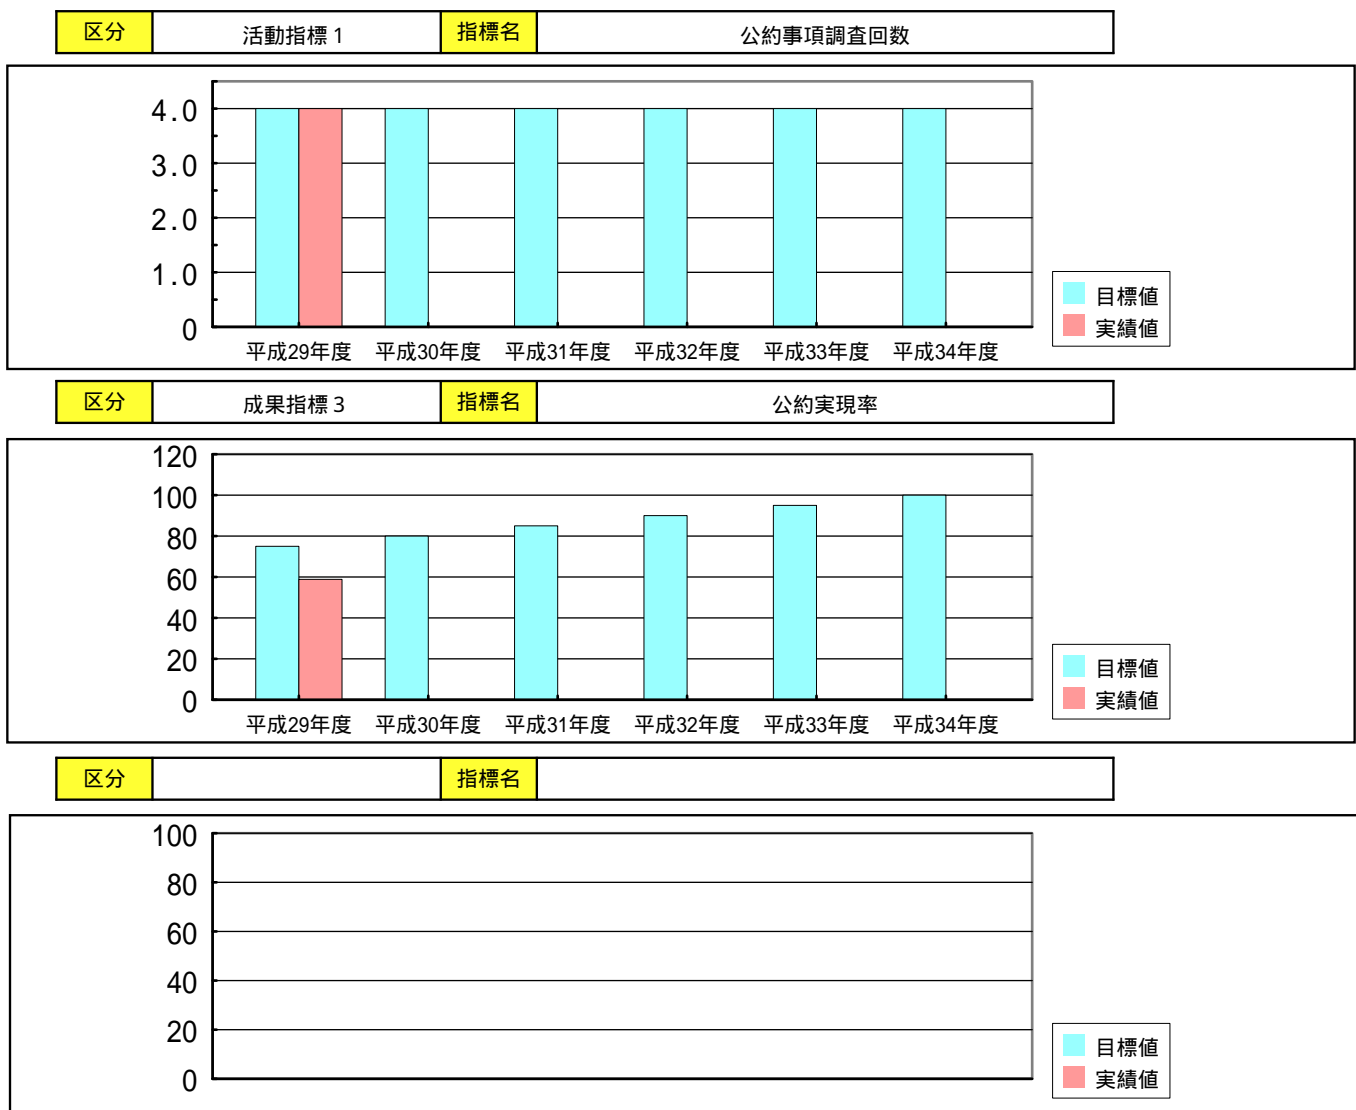 区分 活動指標1 指標名 公約事項調査回数
4.0
3.0
2.0
1.0
0
平成29年度 平成30年度 平成31年度 平成32年度 平成33年度 平成34年度
目標値
実績値
区分 成果指標3 指標名 公約実現率
120
100
80
60
40
20
0
平成29年度 平成30年度 平成31年度 平成32年度 平成33年度 平成34年度
目標値
実績値
区分 指標名
100
80
60
40
20
0
目標値
実績値